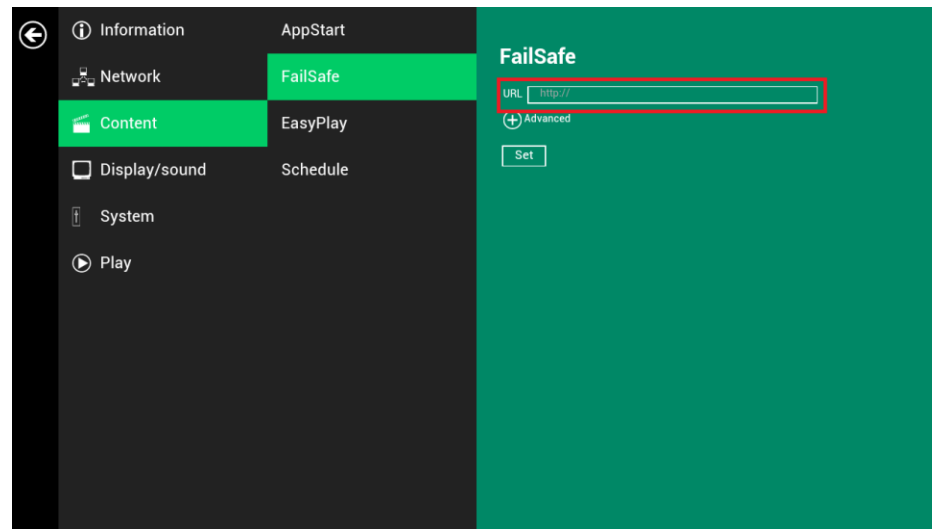 Information
Network
Content
Display/sound
System
Play
AppStart
FailSafe
EasyPlay
Schedule
FailSafe
URL http://
Advanced
Set